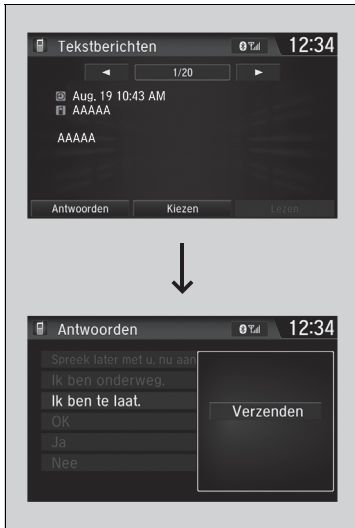 Tekstberichten 12:34
1/20
Aug. 19 10:43 AM
AAAAA
AAAAA
Antwoorden Kiezen Lezen
Antwoorden 12:34
Spreek later met u, nu aan
Ik ben onderweg.
Ik ben te laat.
Verzenden
OK
Ja
Nee